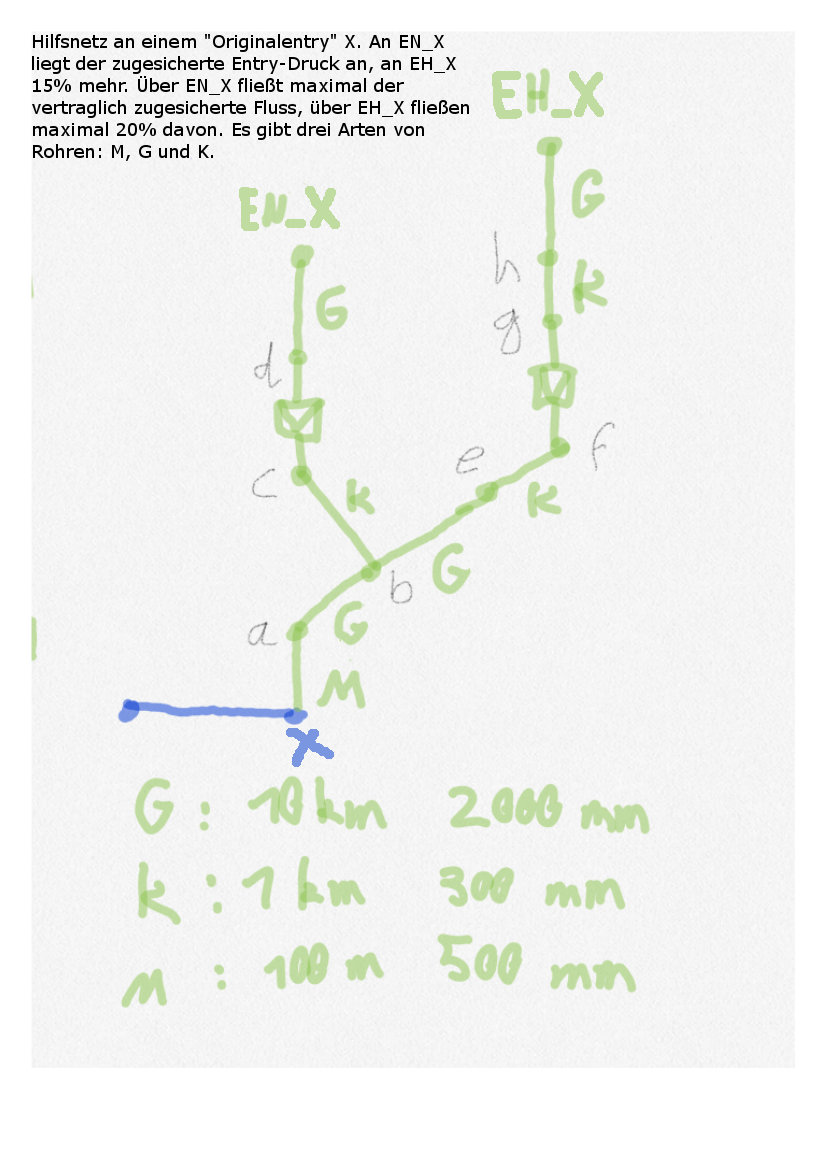 Hilfsnetz an einem "Originalentry" X. An EN_X
liegt der zugesicherte Entry-Druck an, an EH_X
15% mehr. Über EN_X fließt maximal der
vertraglich zugesicherte Fluss, über EH_X fließen
maximal 20% davon. Es gibt drei Arten von
Rohren: M, G und K.
EH_X
EN_X
G
h
K
G
g
d
e
f
c
K
K
G
b
a
G
M
X
G: 10 km 2000 mm
K: 1 km 300 mm
M: 100 m 500 mm